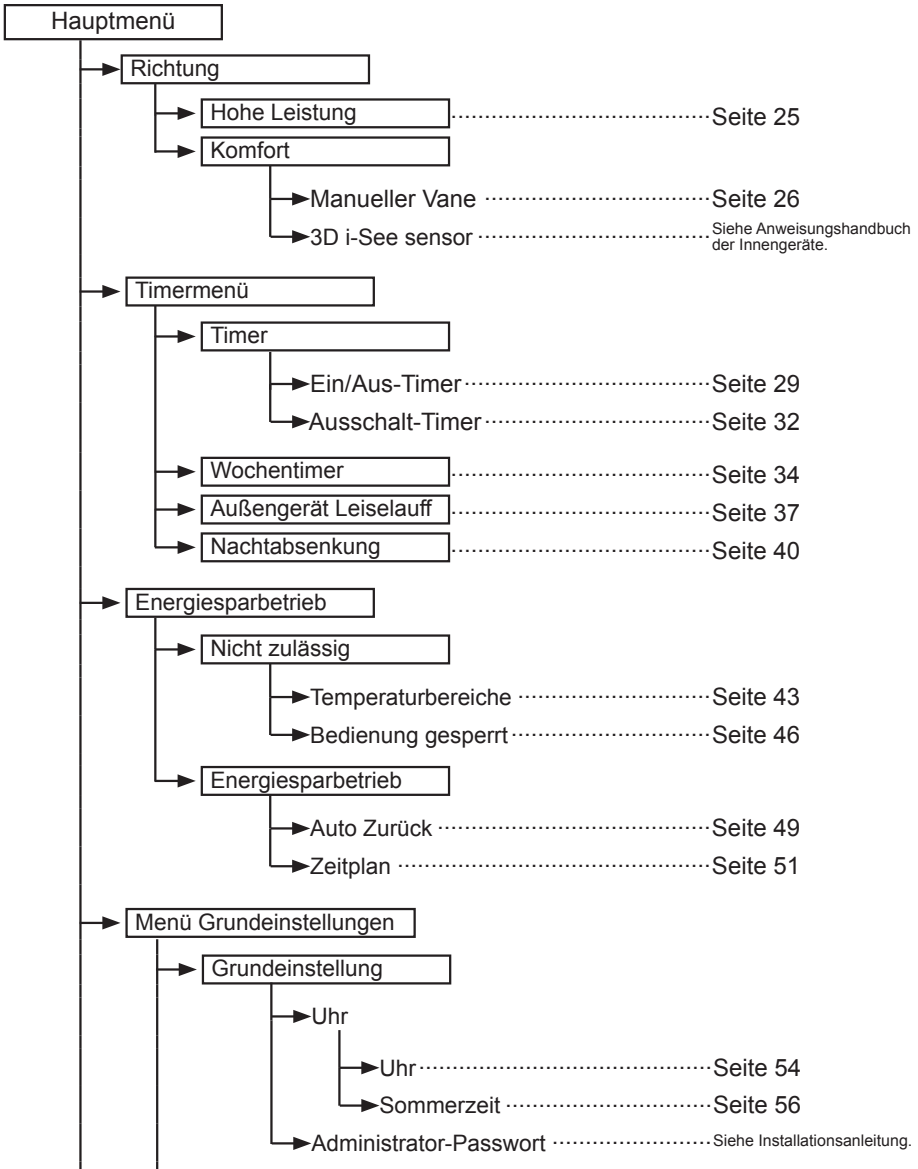 Hauptmenü
Richtung
Hohe Leistung Seite 25
Komfort
Manueller Vane Seite 26
3D i-See sensor Siehe Anweisungshandbuch
der Innengeräte.
Timermenü
Timer
Ein/Aus-Timer Seite 29
Ausschalt-Timer Seite 32
Wochentimer Seite 34
Außengerät Leiselauff Seite 37
Nachtabsenkung Seite 40
Energiesparbetrieb
Nicht zulässig
Temperaturbereiche Seite 43
Bedienung gesperrt Seite 46
Energiesparbetrieb
Auto Zurück Seite 49
Zeitplan Seite 51
Menü Grundeinstellungen
Grundeinstellung
Uhr
Uhr Seite 54
Sommerzeit Seite 56
Administrator-Passwort Siehe Installationsanleitung.